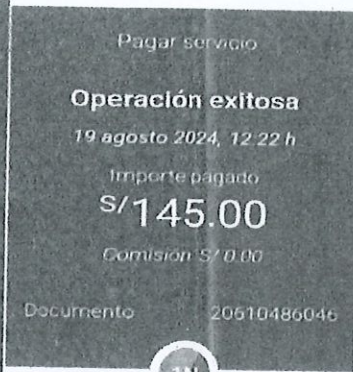 Pagar servicio
Operación exitosa
19 agosto 2024, 12:22 h
Importe pagado
S/145.00
Comisión S/ 0.00
Documento 20610486046